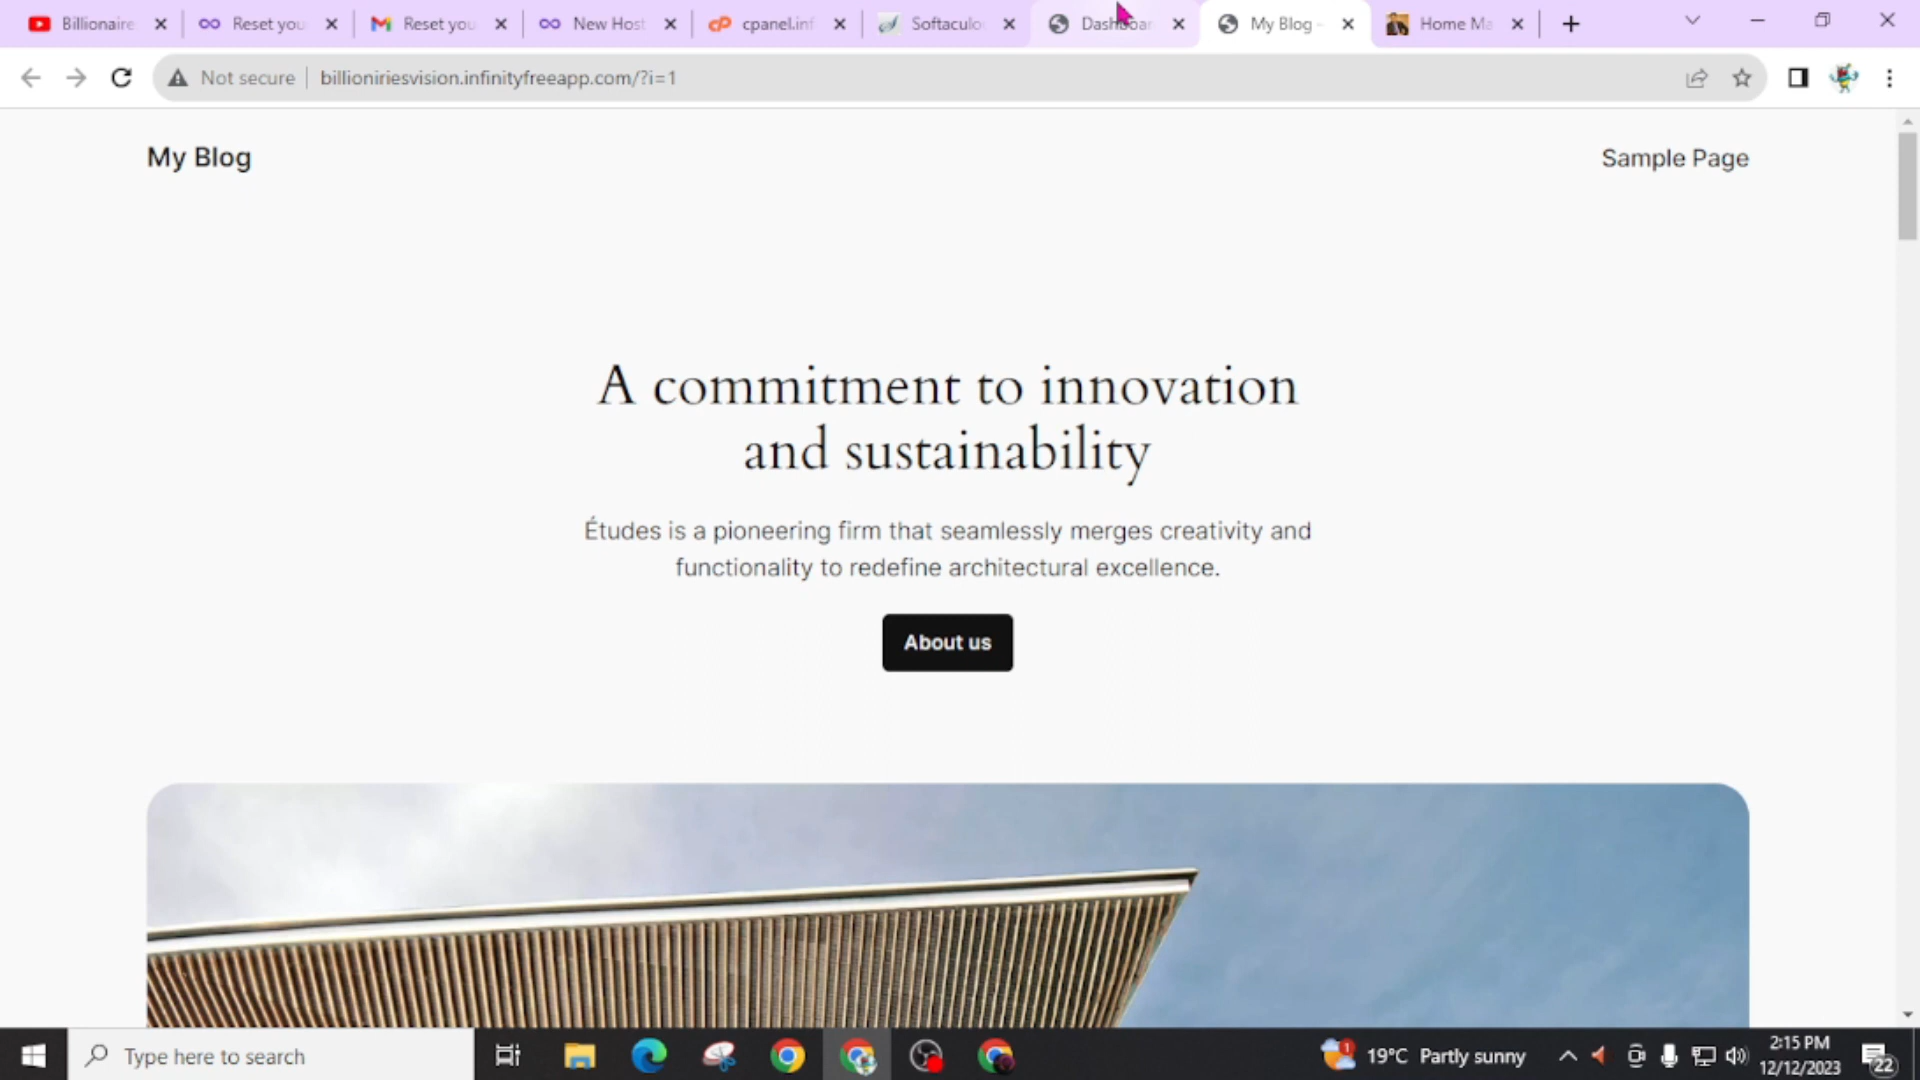 Billionaire
Reset you
Reset you
New Host
cpanel.inf
Softaculo
Dashboar
My Blog -
Home Ma
Not secure
billioniriesvision.infinityfreeapp.com/?i=1
My Blog
Sample Page
A commitment to innovation
and sustainability
Études is a pioneering firm that seamlessly merges creativity and
functionality to redefine architectural excellence.
About us
Type here to search
1
19°C Partly sunny
2:15 PM
12/12/2023
22